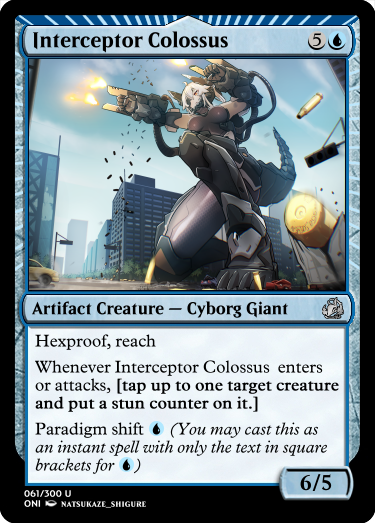 Interceptor Colossus 5
Artifact Creature — Cyborg Giant
Hexproof, reach
Whenever Interceptor Colossus enters
or attacks, [tap up to one target creature
and put a stun counter on it.]
Paradigm shift (You may cast this as
an instant spell with only the text in square
brackets for )
6/5
061/300 U
ONI NATSUKAZE_SHIGURE